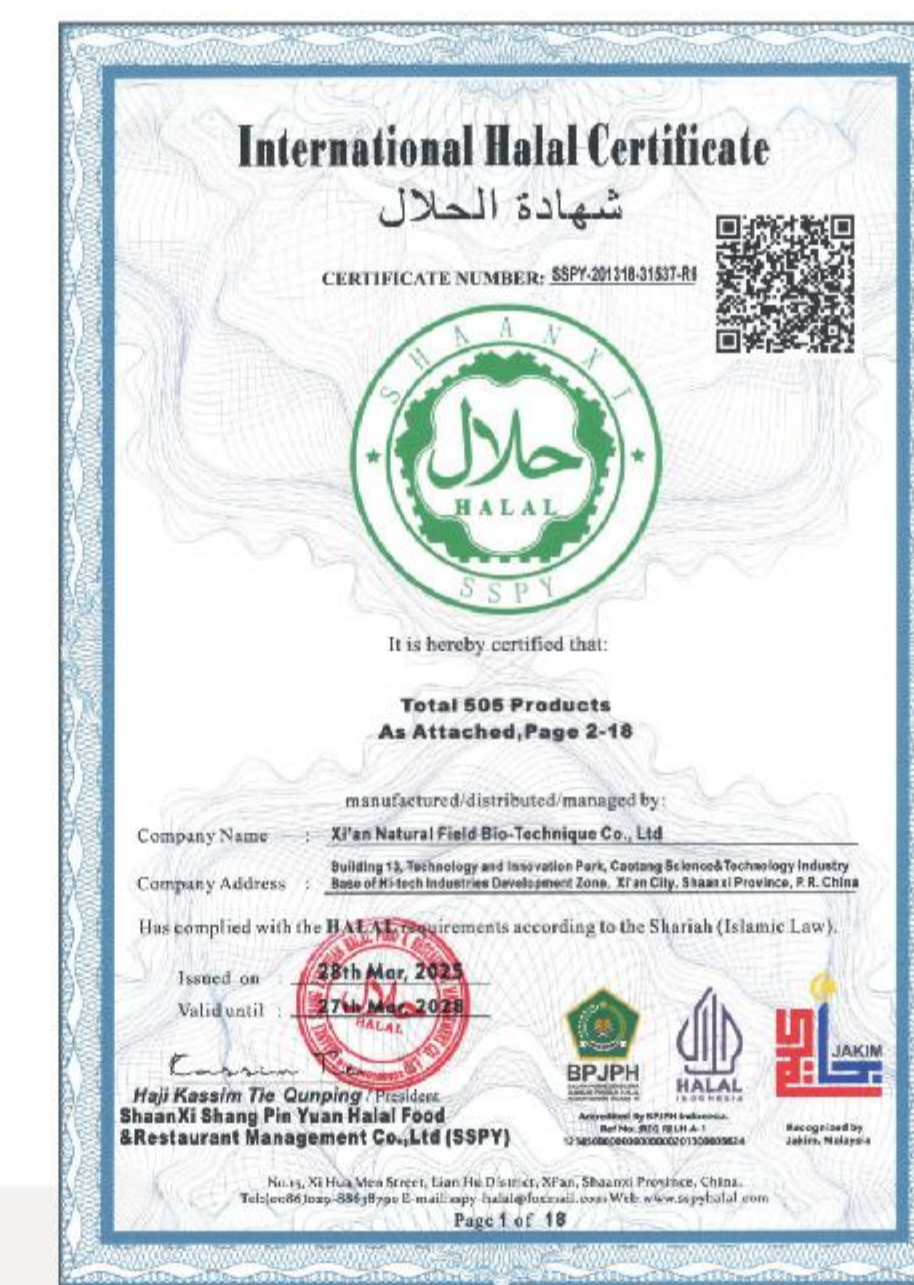 International Halal Certificate
شهادة الحلال
CERTIFICATE NUMBER: SSPY-201318-31537-R6
SHAANXI
حلال
HALAL
SSPY
It is hereby certified that:
Total 505 Products
As Attached,Page 2-18
manufactured/distributed/managed by:
Company Name : Xi'an Natural Field Bio-Technique Co., Ltd
Building 13, Technology and Innovation Park, Caotang Science&Technology Industry
Company Address : Base of Hi-tech Industries Development Zone, Xi'an City, Shaanxi Province, P.R. China
Has complied with the HALAL requirements according to the Shariah (Islamic Law).
Issued on : 28th Mar, 2025
Valid until : 27th Mar, 2028
HALAL
Haji Kassim Tie Qunping / President
ShaanXi Shang Pin Yuan Halal Food
&Restaurant Management Co.,Ltd (SSPY)
BPJPH
HALAL
INDONESIA
Accredited by BPJPH Indonesia.
JAKIM
Recognized by
Jakim, Malaysia
No.15, Xi Hua Men Street, Lian Hu District, Xi'an, Shaanxi Province, China.
Page 1 of 18